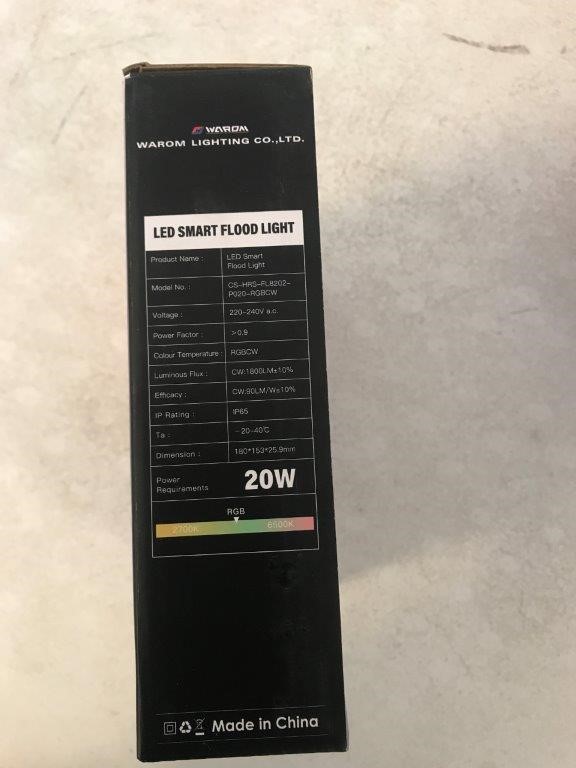 WAROM
WAROM LIGHTING CO.,LTD.
LED SMART FLOOD LIGHT
Product Name : LED Smart
Flood Light
Model No. : CS-HRS-FL8202-
P020-RGBCW
Voltage : 220-240V a.c.
Power Factor : >0.9
Colour Temperature : RGBCW
Luminous Flux : CW:1800LM±10%
Efficacy : CW:90LM/W±10%
IP Rating : IP65
Ta : -20-40℃
Dimension : 180*153*25.9mm
Power
Requirements 20W
RGB
2700K 6500K
Made in China